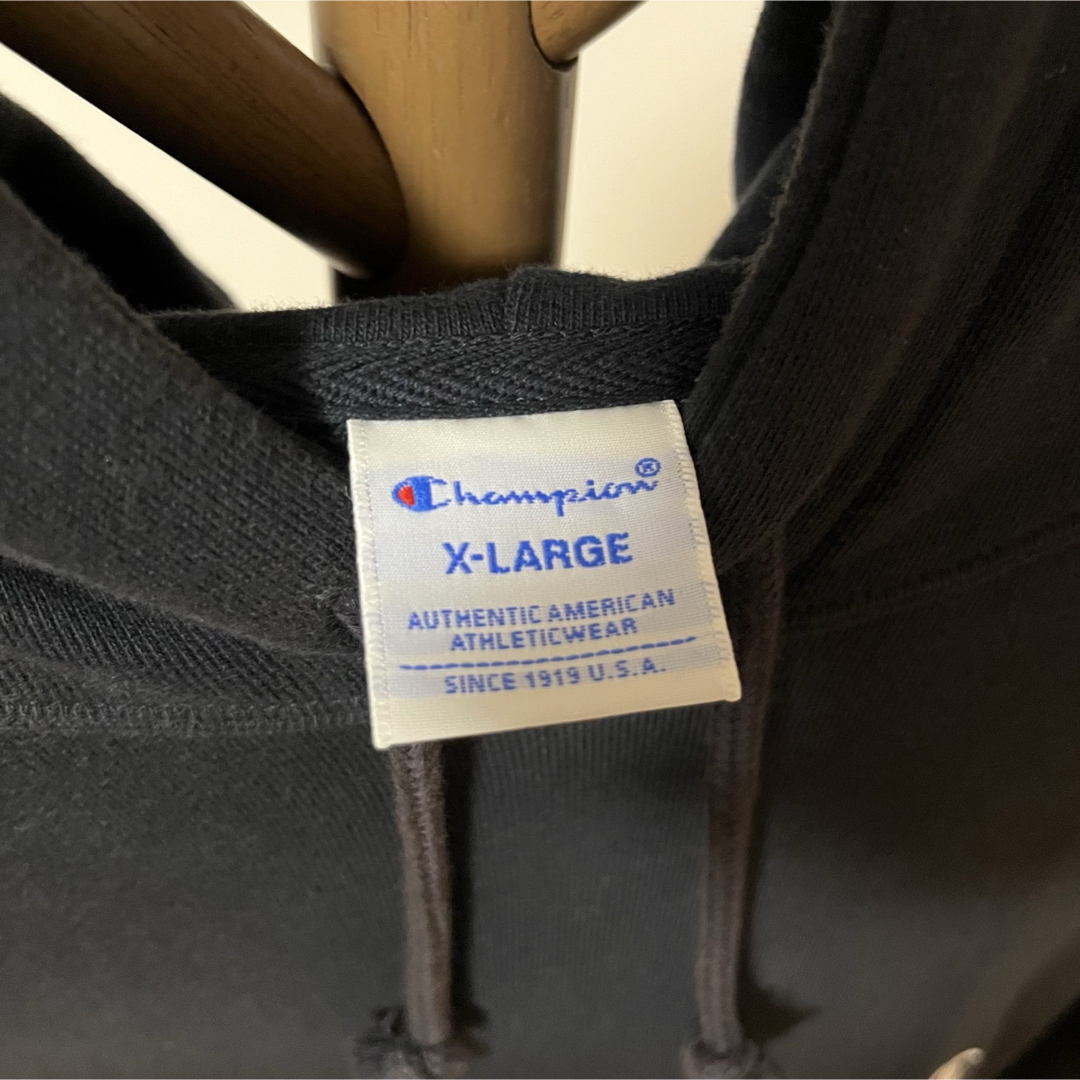 Champion®
X-LARGE
AUTHENTIC AMERICAN
ATHLETICWEAR
SINCE 1919 U.S.A.